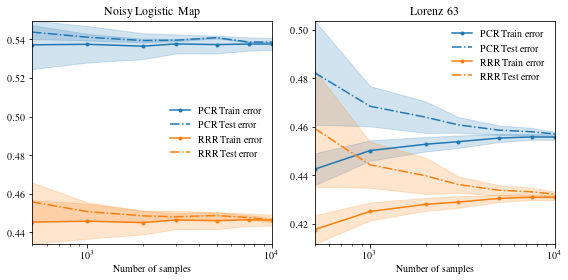 Noisy Logistic Map
0.54
0.52
0.50
0.48
0.46
0.44
PCR Train error
PCR Test error
RRR Train error
RRR Test error
10³
10⁴
Number of samples
Lorenz 63
0.50
0.48
0.46
0.44
0.42
PCR Train error
PCR Test error
RRR Train error
RRR Test error
10³
10⁴
Number of samples